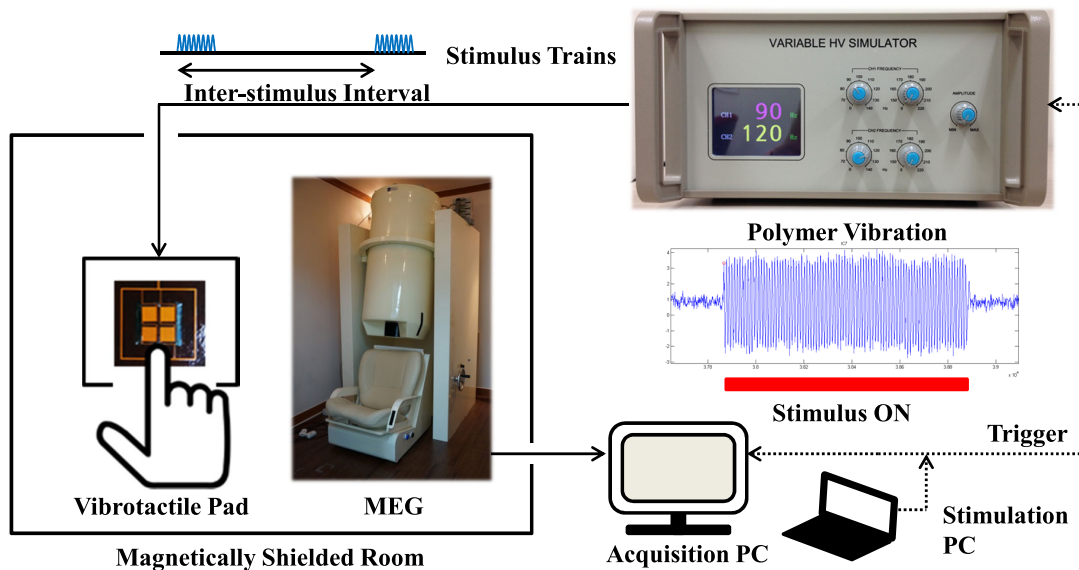 Stimulus Trains
Inter-stimulus Interval
VARIABLE HV SIMULATOR
CH1 FREQUENCY
AMPLITUDE
CH1 90 Hz
CH2 120 Hz
MIN MAX
CH2 FREQUENCY
Polymer Vibration
IC7
Stimulus ON
Trigger
Vibrotactile Pad
MEG
Stimulation
PC
Acquisition PC
Magnetically Shielded Room